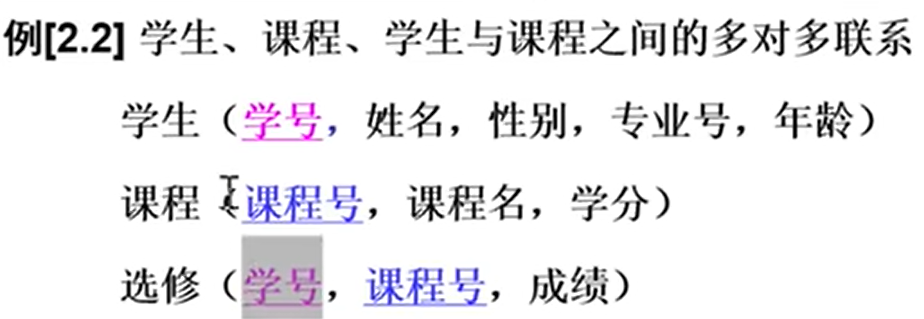 例[2.2] 学生、课程、学生与课程之间的多对多联系
学生（学号，姓名，性别，专业号，年龄）
课程（课程号，课程名，学分）
选修（学号，课程号，成绩）